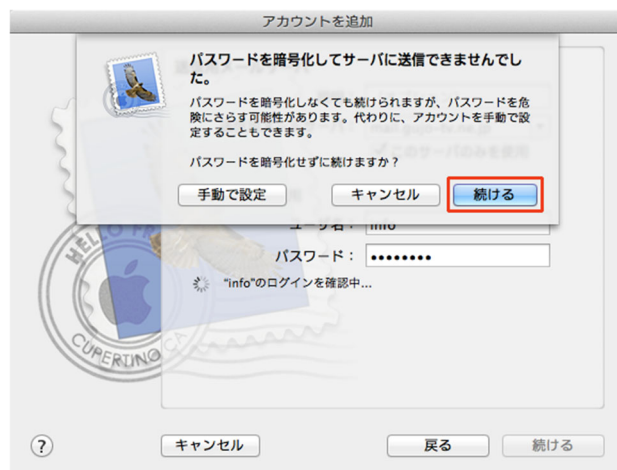 アカウントを追加
パスワードを暗号化してサーバに送信できませんでし
た。
パスワードを暗号化しなくても続けられますが、パスワードを危
険にさらす可能性があります。代わりに、アカウントを手動で設
定することもできます。
パスワードを暗号化せずに続けますか？
このサーバのみを使用
手動で設定 キャンセル 続ける
ユーザ名： info
パスワード： ••••••••
"info"のログインを確認中...
HELLO FR
CUPERTINO CA
? キャンセル 戻る 続ける